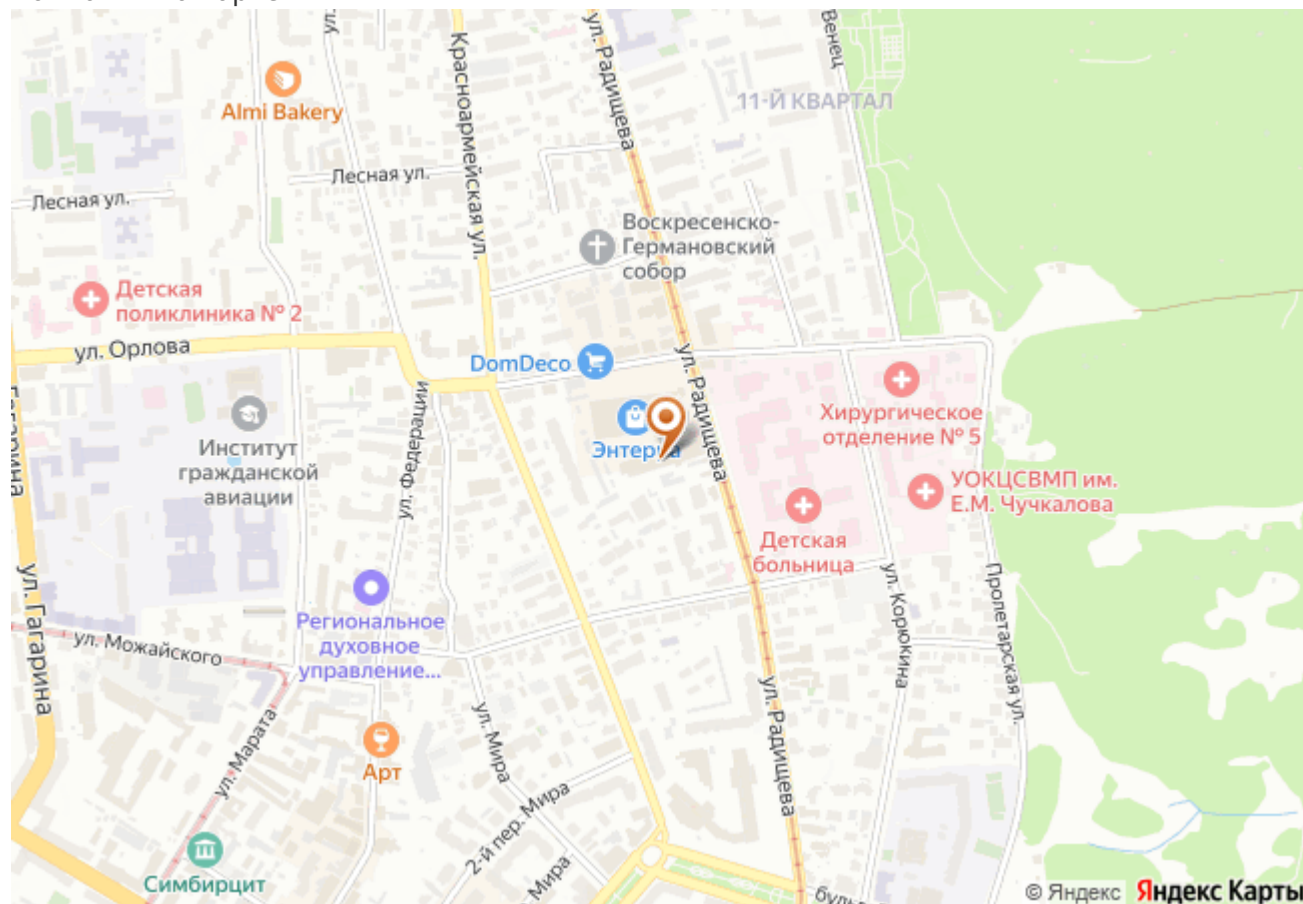 ул. Радищева
Венец
Красноармейская ул.
11-Й КВАРТАЛ
Almi Bakery
Лесная ул.
Лесная ул.
Воскресенско-
Германовский
собор
Детская
поликлиника № 2
ул. Орлова
DomDeco
ул. Радищева
Хирургическое
отделение № 5
Институт
гражданской
авиации
ул. Федерации
УОКЦСВМП им.
Е.М. Чучкалова
Детская
больница
ул. Гагарина
Региональное
духовное
управление...
ул. Можайского
ул. Корюкина
Пролетарская ул.
ул. Марата
ул. Мира
ул. Радищева
Арт
2-й пер. Мира
Мира
Симбирцит
© Яндекс Яндекс Карты